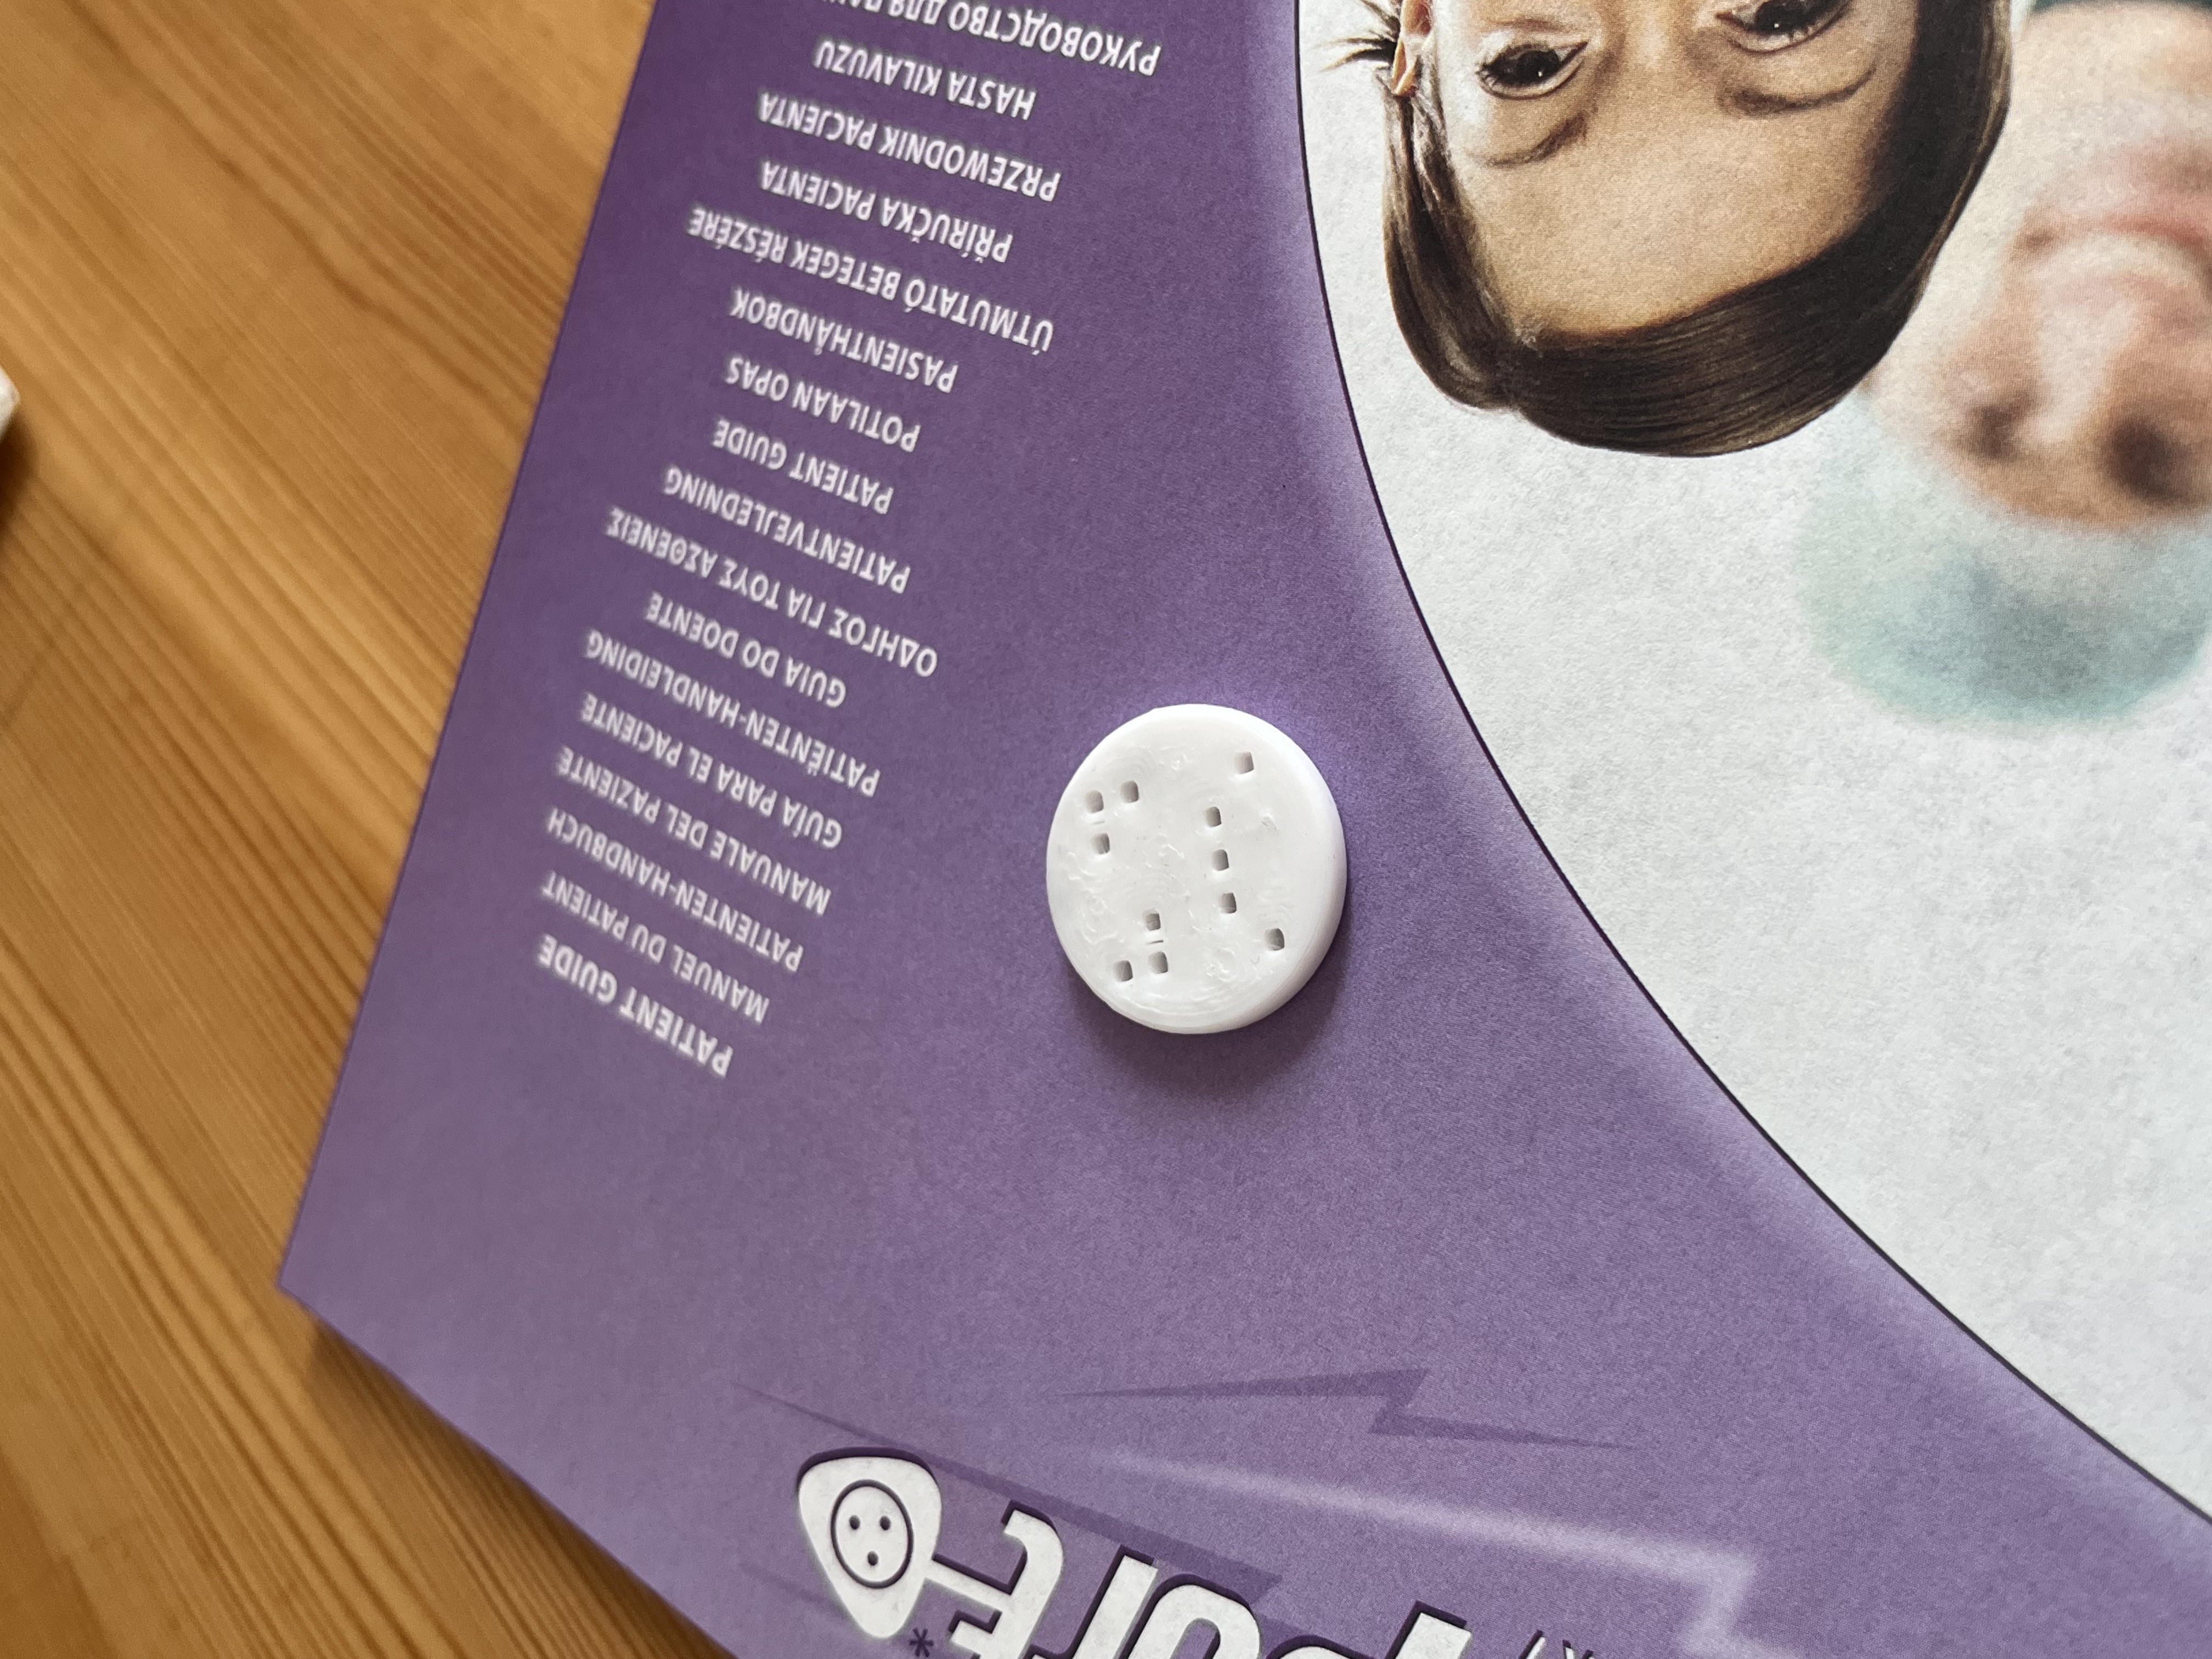 PATIENT GUIDE
MANUEL DU PATIENT
PATIENTEN-HANDBUCH
MANUALE DEL PAZIENTE
GUÍA PARA EL PACIENTE
PATIËNTEN-HANDLEIDING
GUIA DO DOENTE
ΟΔΗΓΟΣ ΓΙΑ ΤΟΥΣ ΑΣΘΕΝΕΙΣ
PATIENTVEJLEDNING
PATIENT GUIDE
POTILAAN OPAS
PASIENTHÅNDBOK
ÚTMUTATÓ BETEGEK RÉSZÉRE
PŘÍRUČKA PACIENTA
PRZEWODNIK PACJENTA
HASTA KILAVUZU
РУКОВОДСТВО ДЛЯ